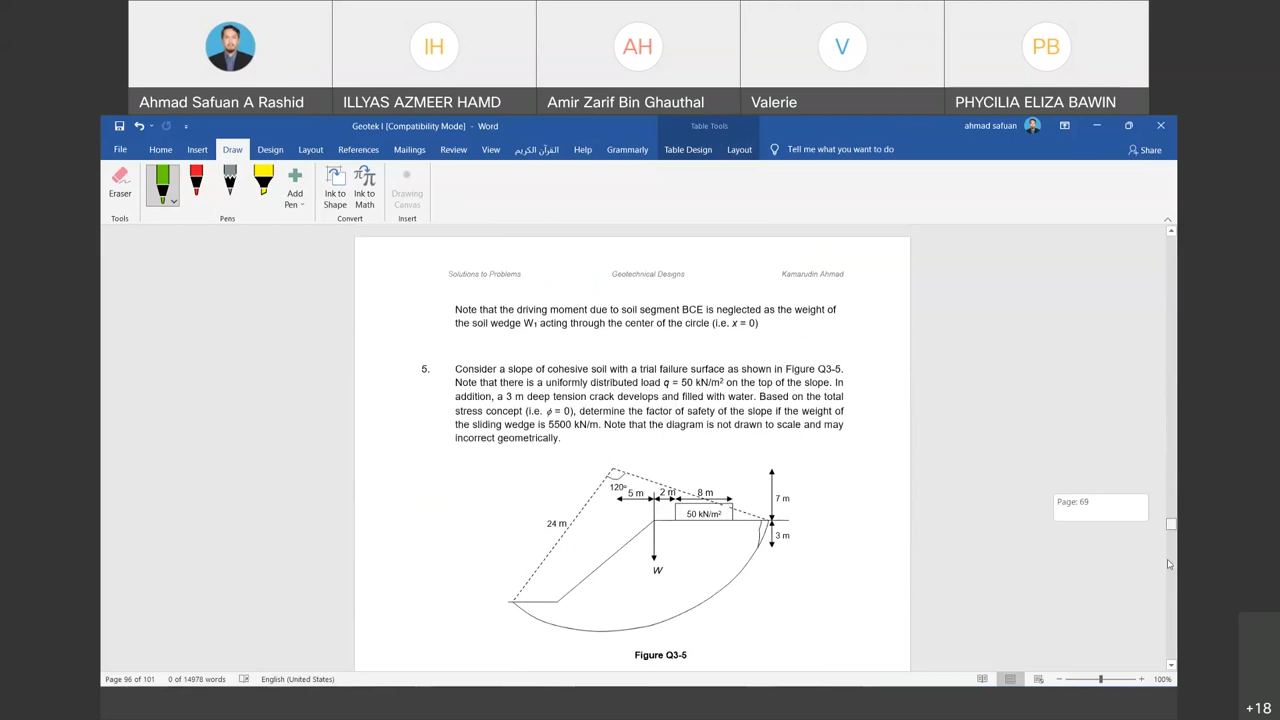 IH
AH
V
PB
Ahmad Safuan A Rashid
ILLYAS AZMEER HAMD
Amir Zarif Bin Ghauthal
Valerie
PHYCILIA ELIZA BAWIN
Geotek I [Compatibility Mode] - Word
Table Tools
ahmad safuan
File Home Insert Draw Design Layout References Mailings Review View القرآن الكريم Help Grammarly Table Design Layout Tell me what you want to do
Share
Eraser
Add Pen
Ink to Shape
Ink to Math
Drawing Canvas
Tools
Pens
Convert
Insert
Solutions to Problems Geotechnical Designs Kamarudin Ahmad
Note that the driving moment due to soil segment BCE is neglected as the weight of
the soil wedge W₁ acting through the center of the circle (i.e. x = 0)
5. Consider a slope of cohesive soil with a trial failure surface as shown in Figure Q3-5.
Note that there is a uniformly distributed load q = 50 kN/m² on the top of the slope. In
addition, a 3 m deep tension crack develops and filled with water. Based on the total
stress concept (i.e. ϕ = 0), determine the factor of safety of the slope if the weight of
the sliding wedge is 5500 kN/m. Note that the diagram is not drawn to scale and may
incorrect geometrically.
120°
5 m
2 m
8 m
7 m
50 kN/m²
24 m
3 m
W
Figure Q3-5
Page: 69
Page 96 of 101 0 of 14978 words English (United States)
100%
+18